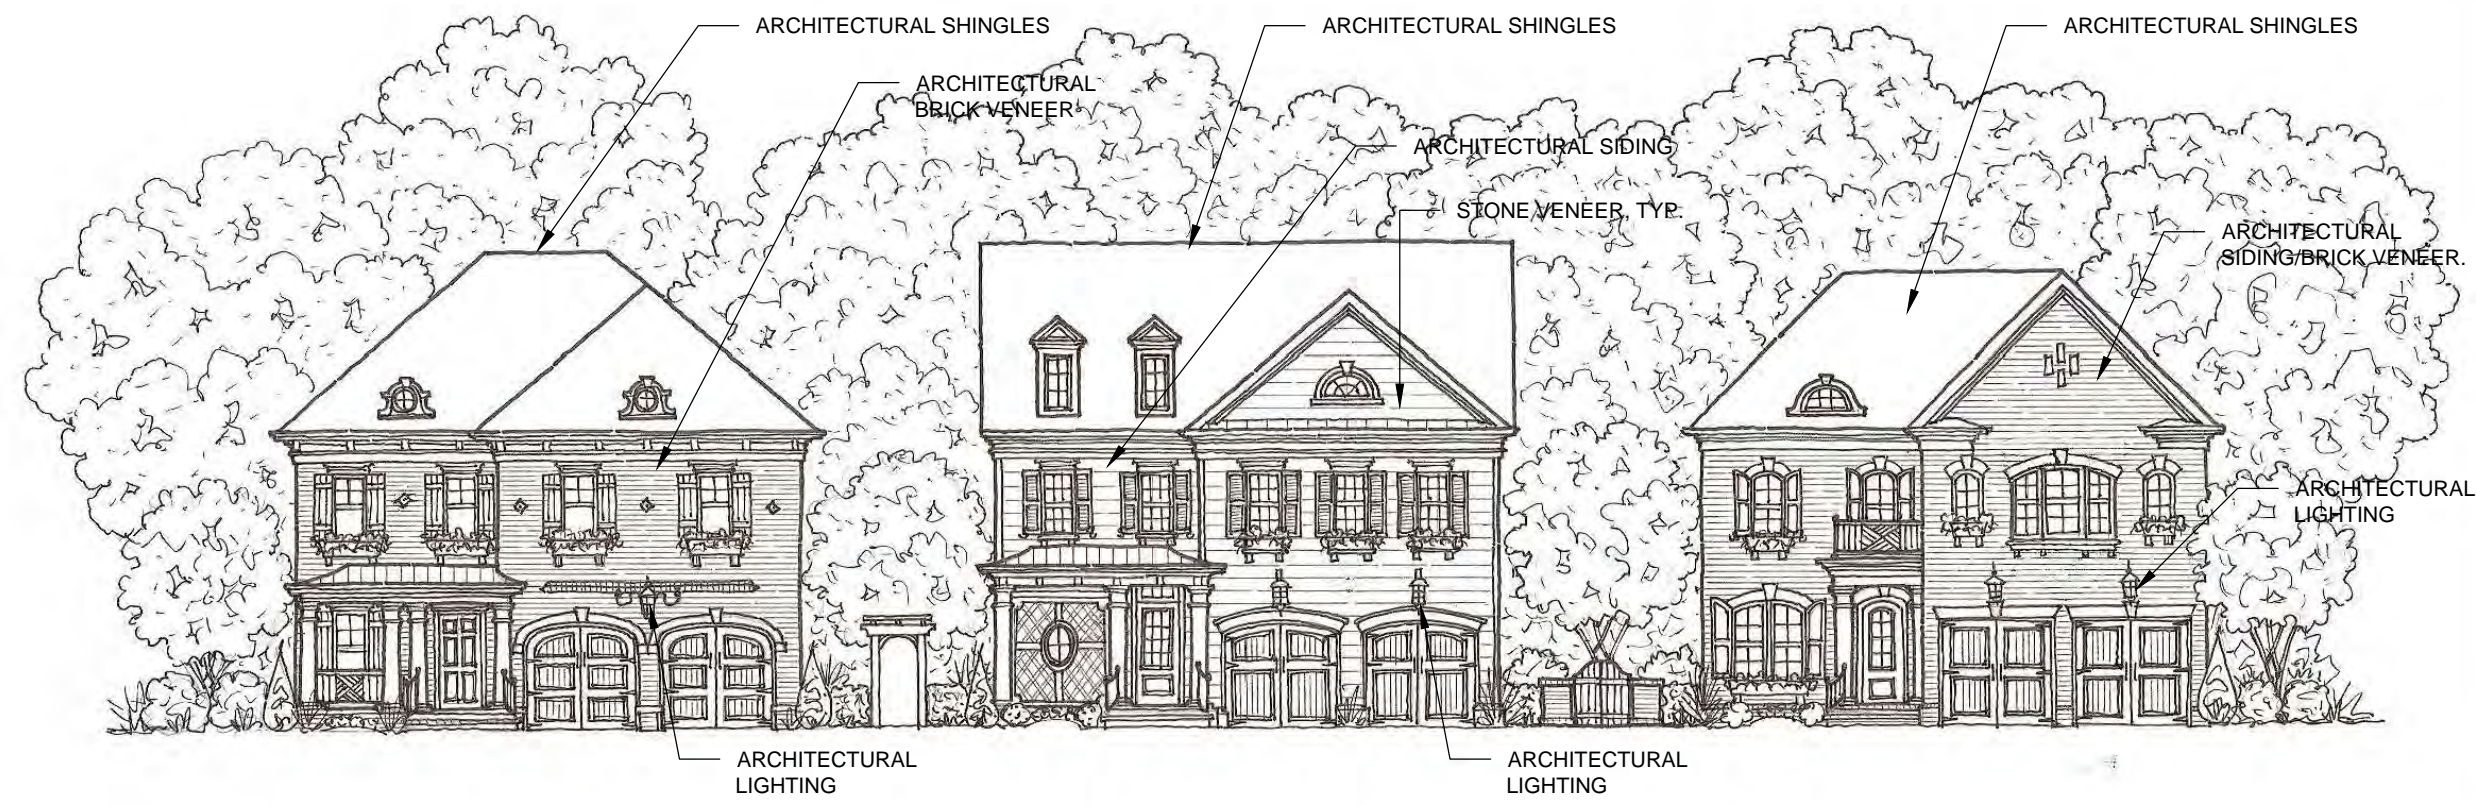 ARCHITECTURAL SHINGLES
ARCHITECTURAL SHINGLES
ARCHITECTURAL SHINGLES
ARCHITECTURAL
BRICK VENEER
ARCHITECTURAL SIDING
STONE VENEER, TYP.
ARCHITECTURAL
SIDING/BRICK VENEER.
ARCHITECTURAL
LIGHTING
ARCHITECTURAL
LIGHTING
ARCHITECTURAL
LIGHTING